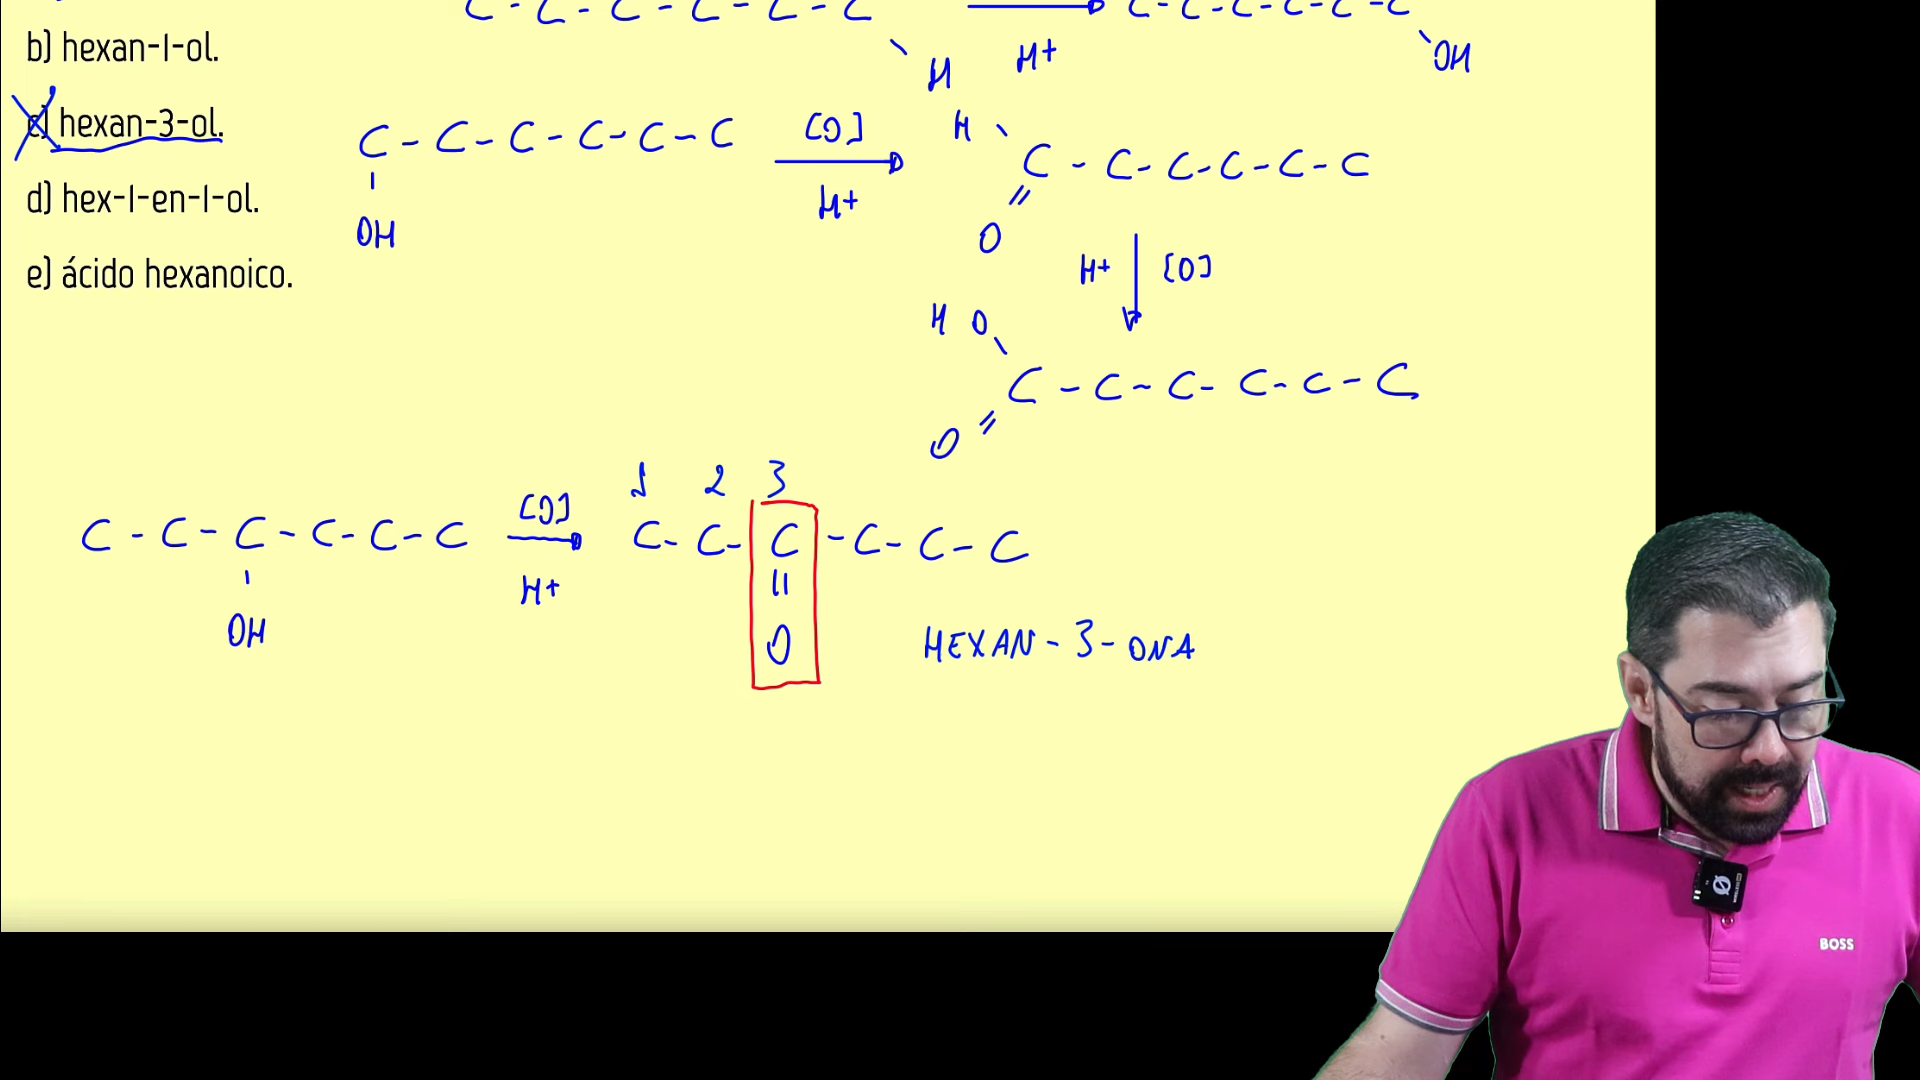 C - C - C - C - C - C
C - C - C - C - C - C
H+
H
OH
b) hexan-1-ol.
c) hexan-3-ol.
d) hex-1-en-1-ol.
e) ácido hexanoico.
C - C - C - C - C - C
OH
[O]
H+
H
C - C - C - C - C - C
O
H+ [O]
H O
C - C - C - C - C - C
O
C - C - C - C - C - C
OH
[O]
H+
1 2 3
C - C - C - C - C - C
O
HEXAN - 3 - ONA
BOSS